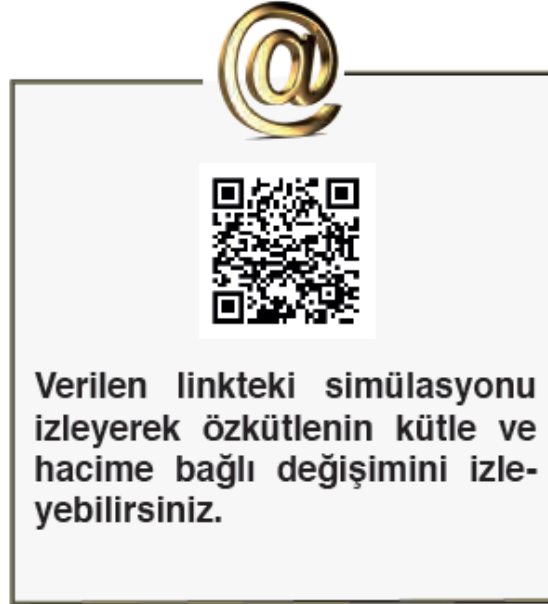 @
Verilen linkteki simülasyonu
izleyerek özkütlenin kütle ve
hacime bağlı değişimini izle-
yebilirsiniz.